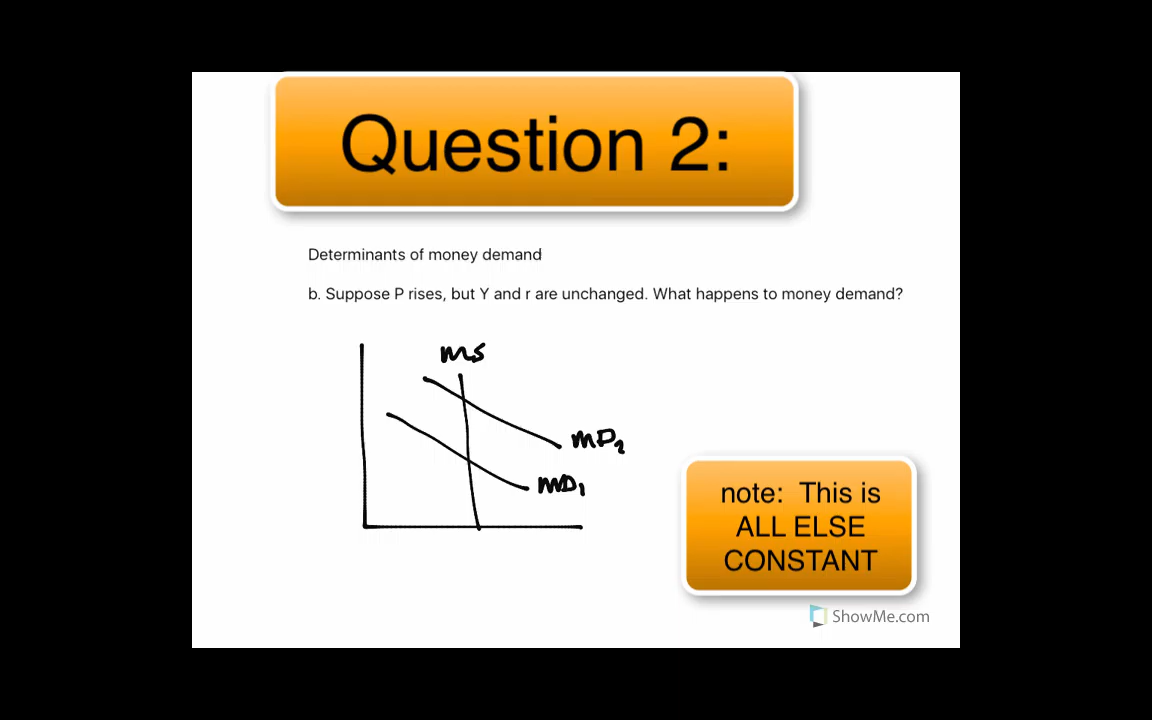 Question 2:
Determinants of money demand
b. Suppose P rises, but Y and r are unchanged. What happens to money demand?
MS
MD2
MD1
note: This is
ALL ELSE
CONSTANT
ShowMe.com